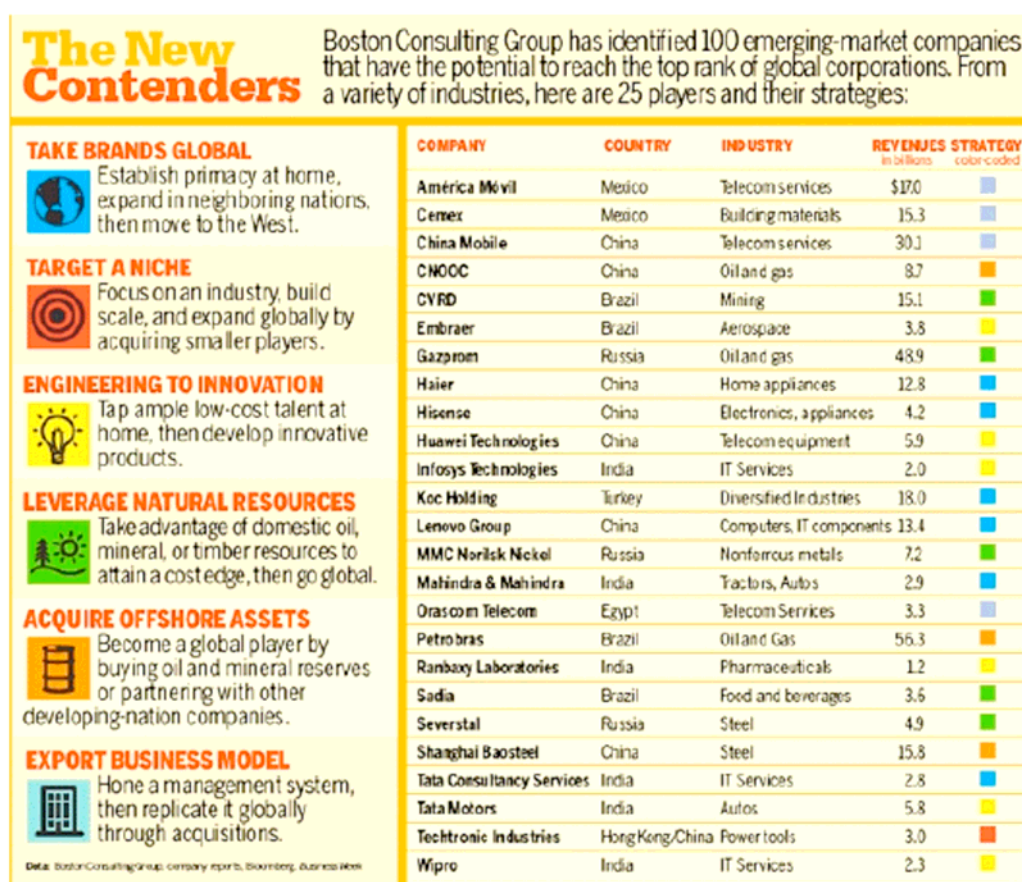 The New
Contenders
Boston Consulting Group has identified 100 emerging-market companies
that have the potential to reach the top rank of global corporations. From
a variety of industries, here are 25 players and their strategies:
TAKE BRANDS GLOBAL
Establish primacy at home,
expand in neighboring nations,
then move to the West.
TARGET A NICHE
Focus on an industry, build
scale, and expand globally by
acquiring smaller players.
ENGINEERING TO INNOVATION
Tap ample low-cost talent at
home, then develop innovative
products.
LEVERAGE NATURAL RESOURCES
Take advantage of domestic oil,
mineral, or timber resources to
attain a cost edge, then go global.
ACQUIRE OFFSHORE ASSETS
Become a global player by
buying oil and mineral reserves
or partnering with other
developing-nation companies.
EXPORT BUSINESS MODEL
Hone a management system,
then replicate it globally
through acquisitions.
Data: Boston Consulting Group, company reports, Bloomberg, Business Week
COMPANY COUNTRY INDUSTRY REVENUES STRATEGY
in billions color-coded
América Móvil Mexico Telecom services $17.0
Cemex Mexico Building materials 15.3
China Mobile China Telecom services 30.1
CNOOC China Oil and gas 8.7
CVRD Brazil Mining 15.1
Embraer Brazil Aerospace 3.8
Gazprom Russia Oil and gas 48.9
Haier China Home appliances 12.8
Hisense China Electronics, appliances 4.2
Huawei Technologies China Telecom equipment 5.9
Infosys Technologies India IT Services 2.0
Koc Holding Turkey Diversified Industries 18.0
Lenovo Group China Computers, IT components 13.4
MMC Norilsk Nickel Russia Nonferrous metals 7.2
Mahindra & Mahindra India Tractors, Autos 2.9
Orascom Telecom Egypt Telecom Services 3.3
Petrobras Brazil Oil and Gas 56.3
Ranbaxy Laboratories India Pharmaceuticals 1.2
Sadia Brazil Food and beverages 3.6
Severstal Russia Steel 4.9
Shanghai Baosteel China Steel 15.8
Tata Consultancy Services India IT Services 2.8
Tata Motors India Autos 5.8
Techtronic Industries Hong Kong/China Power tools 3.0
Wipro India IT Services 2.3